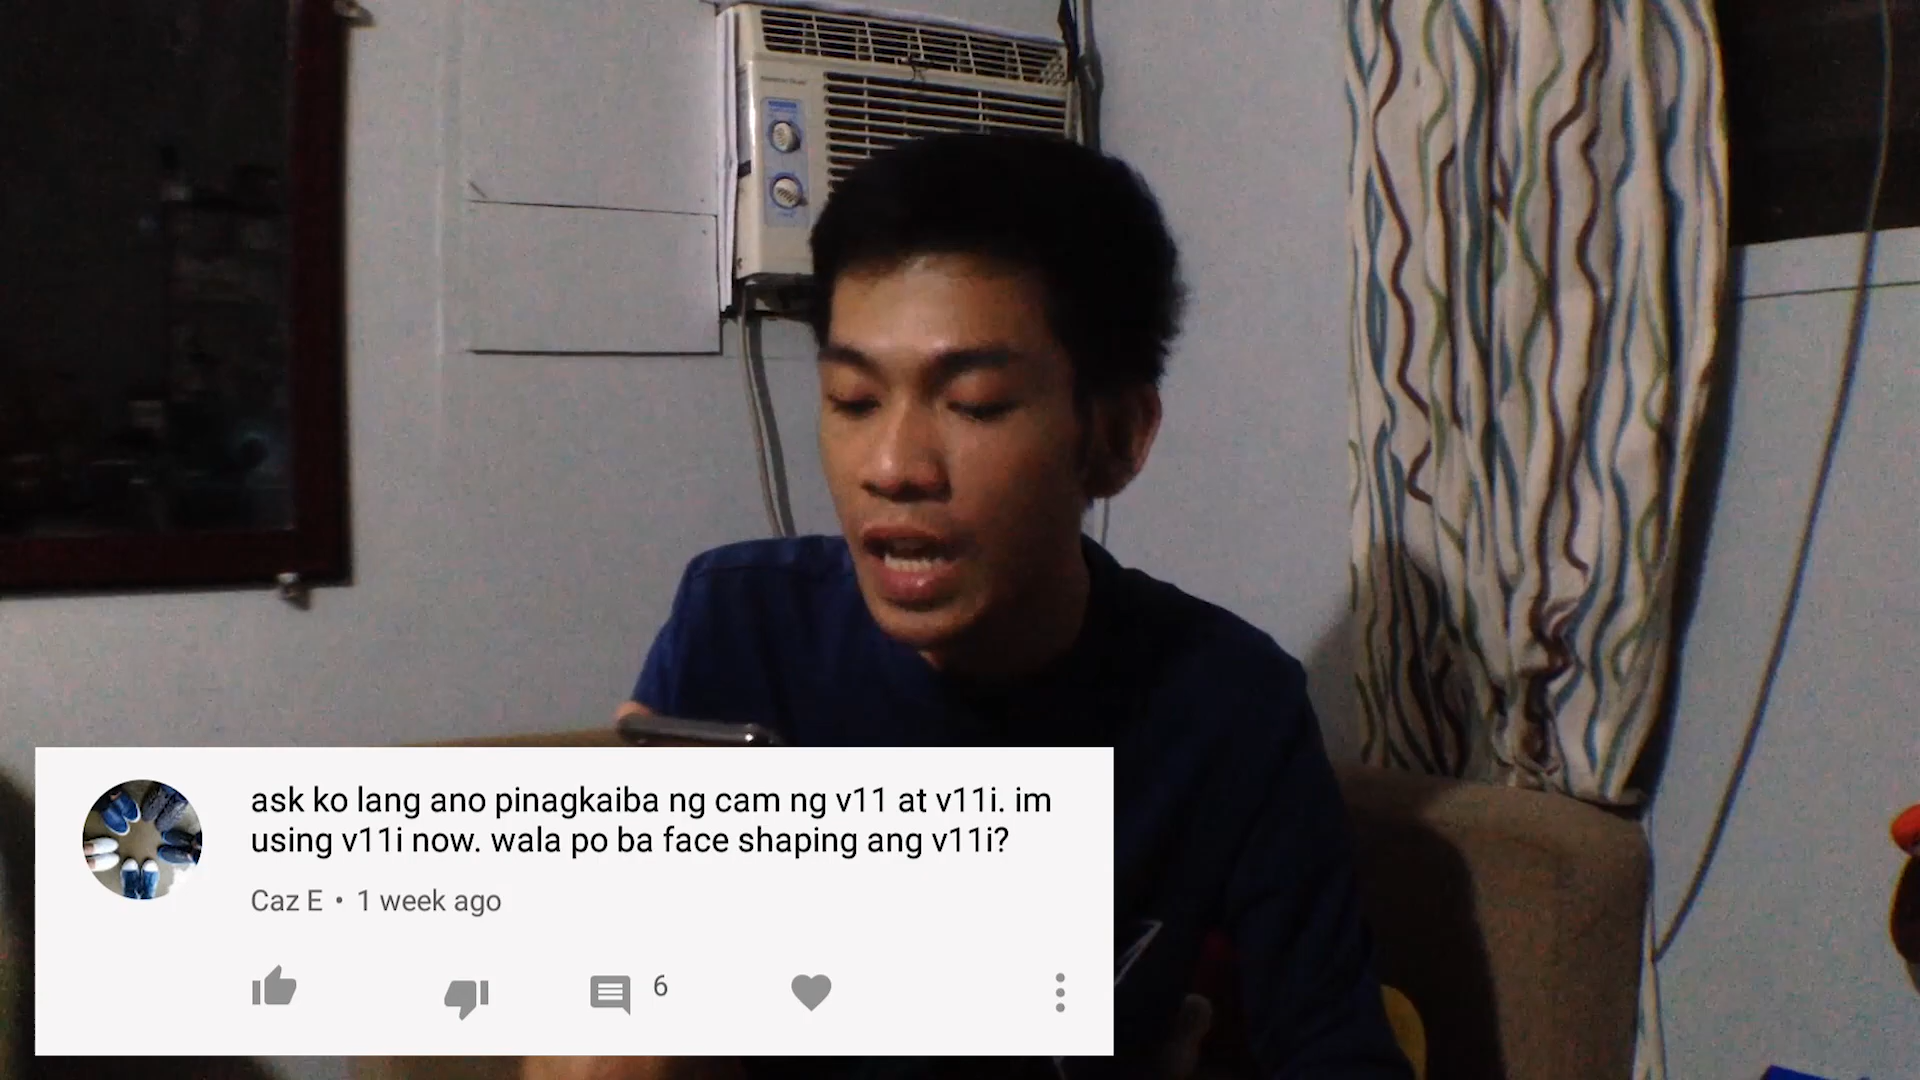 ask ko lang ano pinagkaiba ng cam ng v11 at v11i. im
using v11i now. wala po ba face shaping ang v11i?
Caz E • 1 week ago
6